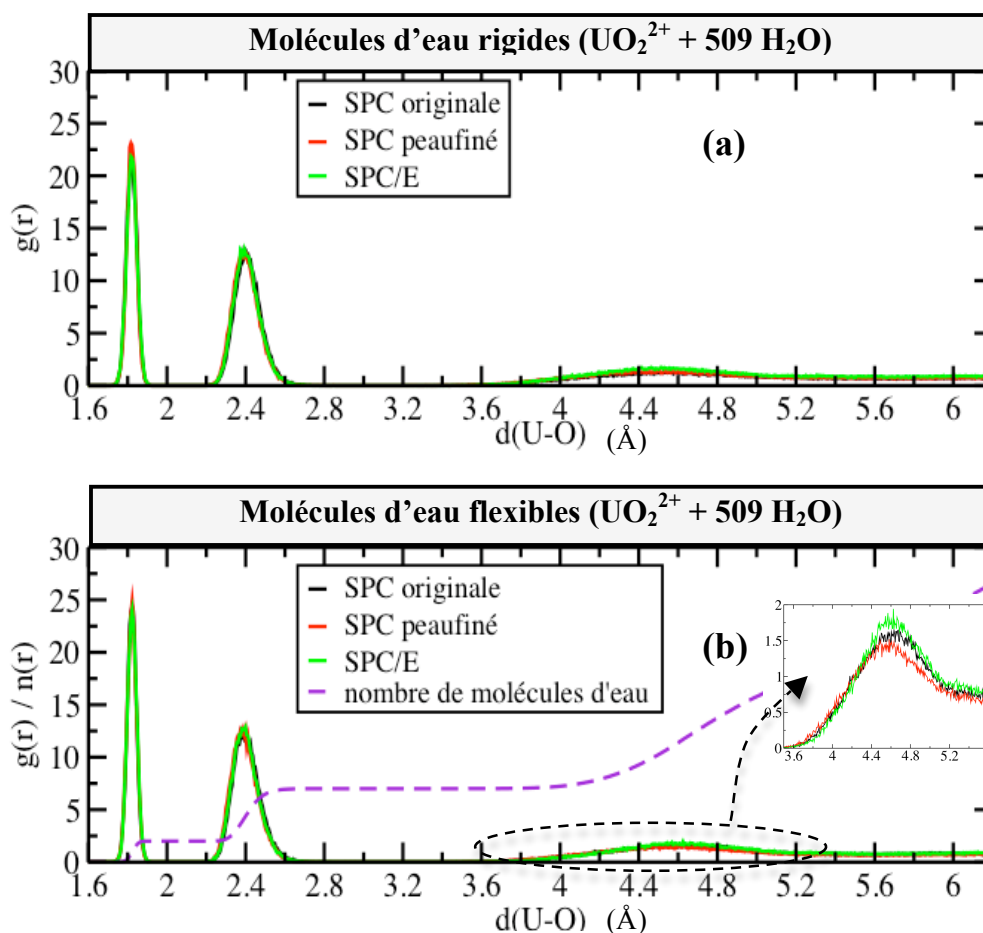 Molécules d'eau rigides (UO₂²⁺ + 509 H₂O)
30
25
20
15
10
5
0
g(r)
SPC originale
SPC peaufiné
SPC/E
(a)
1.6 2 2.4 2.8 3.2 3.6 4 4.4 4.8 5.2 5.6 6
d(U-O) (Å)
Molécules d'eau flexibles (UO₂²⁺ + 509 H₂O)
30
25
20
15
10
5
0
g(r) / n(r)
SPC originale
SPC peaufiné
SPC/E
nombre de molécules d'eau
(b)
2
1.5
1
0.5
0
3.6 4 4.4 4.8 5.2
1.6 2 2.4 2.8 3.2 3.6 4 4.4 4.8 5.2 5.6 6
d(U-O) (Å)